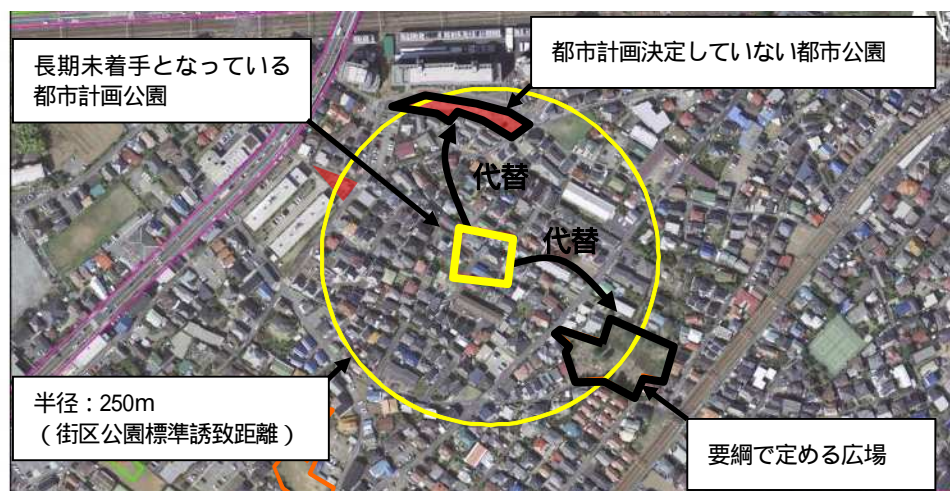 長期未着手となっている
都市計画公園
都市計画決定していない都市公園
代替
代替
半径：250m
（街区公園標準誘致距離）
要綱で定める広場